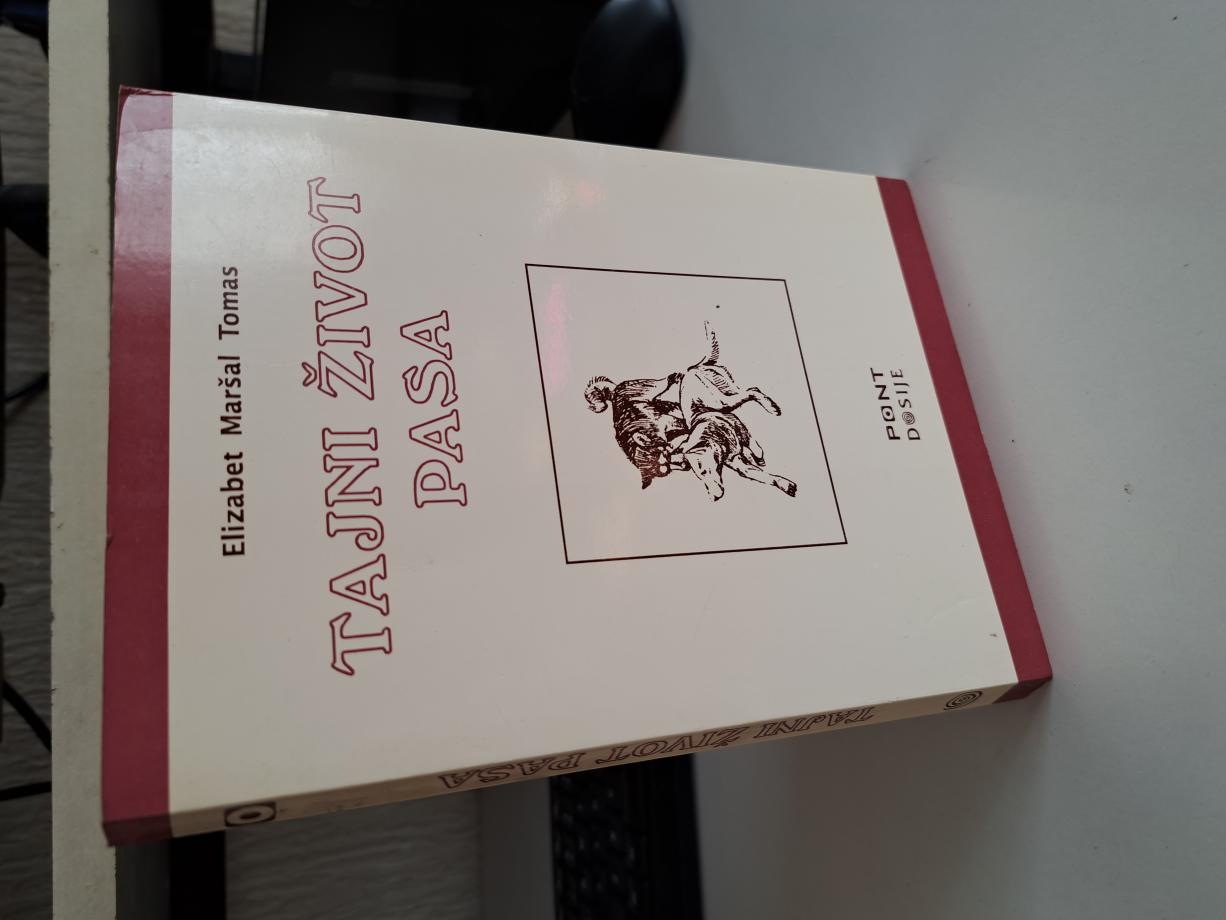 Elizabet Maršal Tomas
TAJNI ŽIVOT
PASA
PONT
DOSIJE
TAJNI ŽIVOT PASA